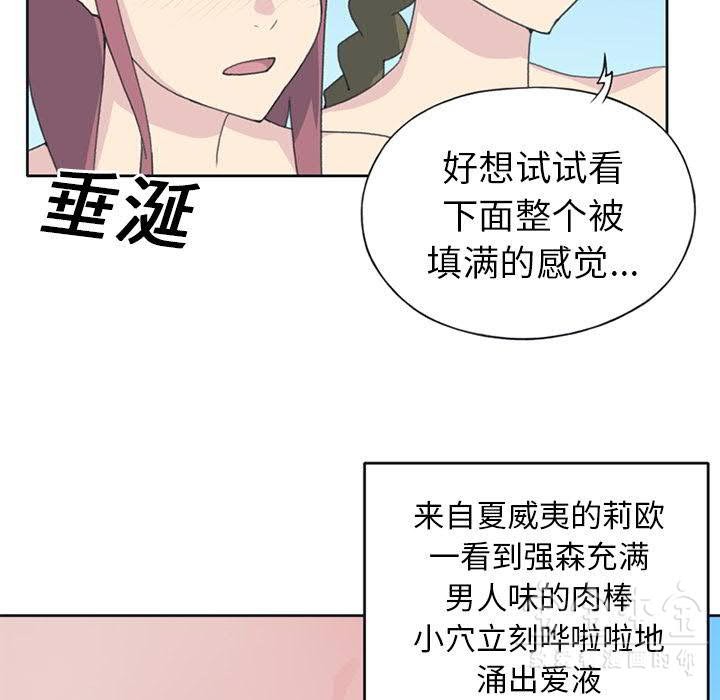 垂涎
好想试试看
下面整个被
填满的感觉...
来自夏威夷的莉欧
一看到强森充满
男人味的肉棒
小穴立刻哗啦啦地
涌出爱液